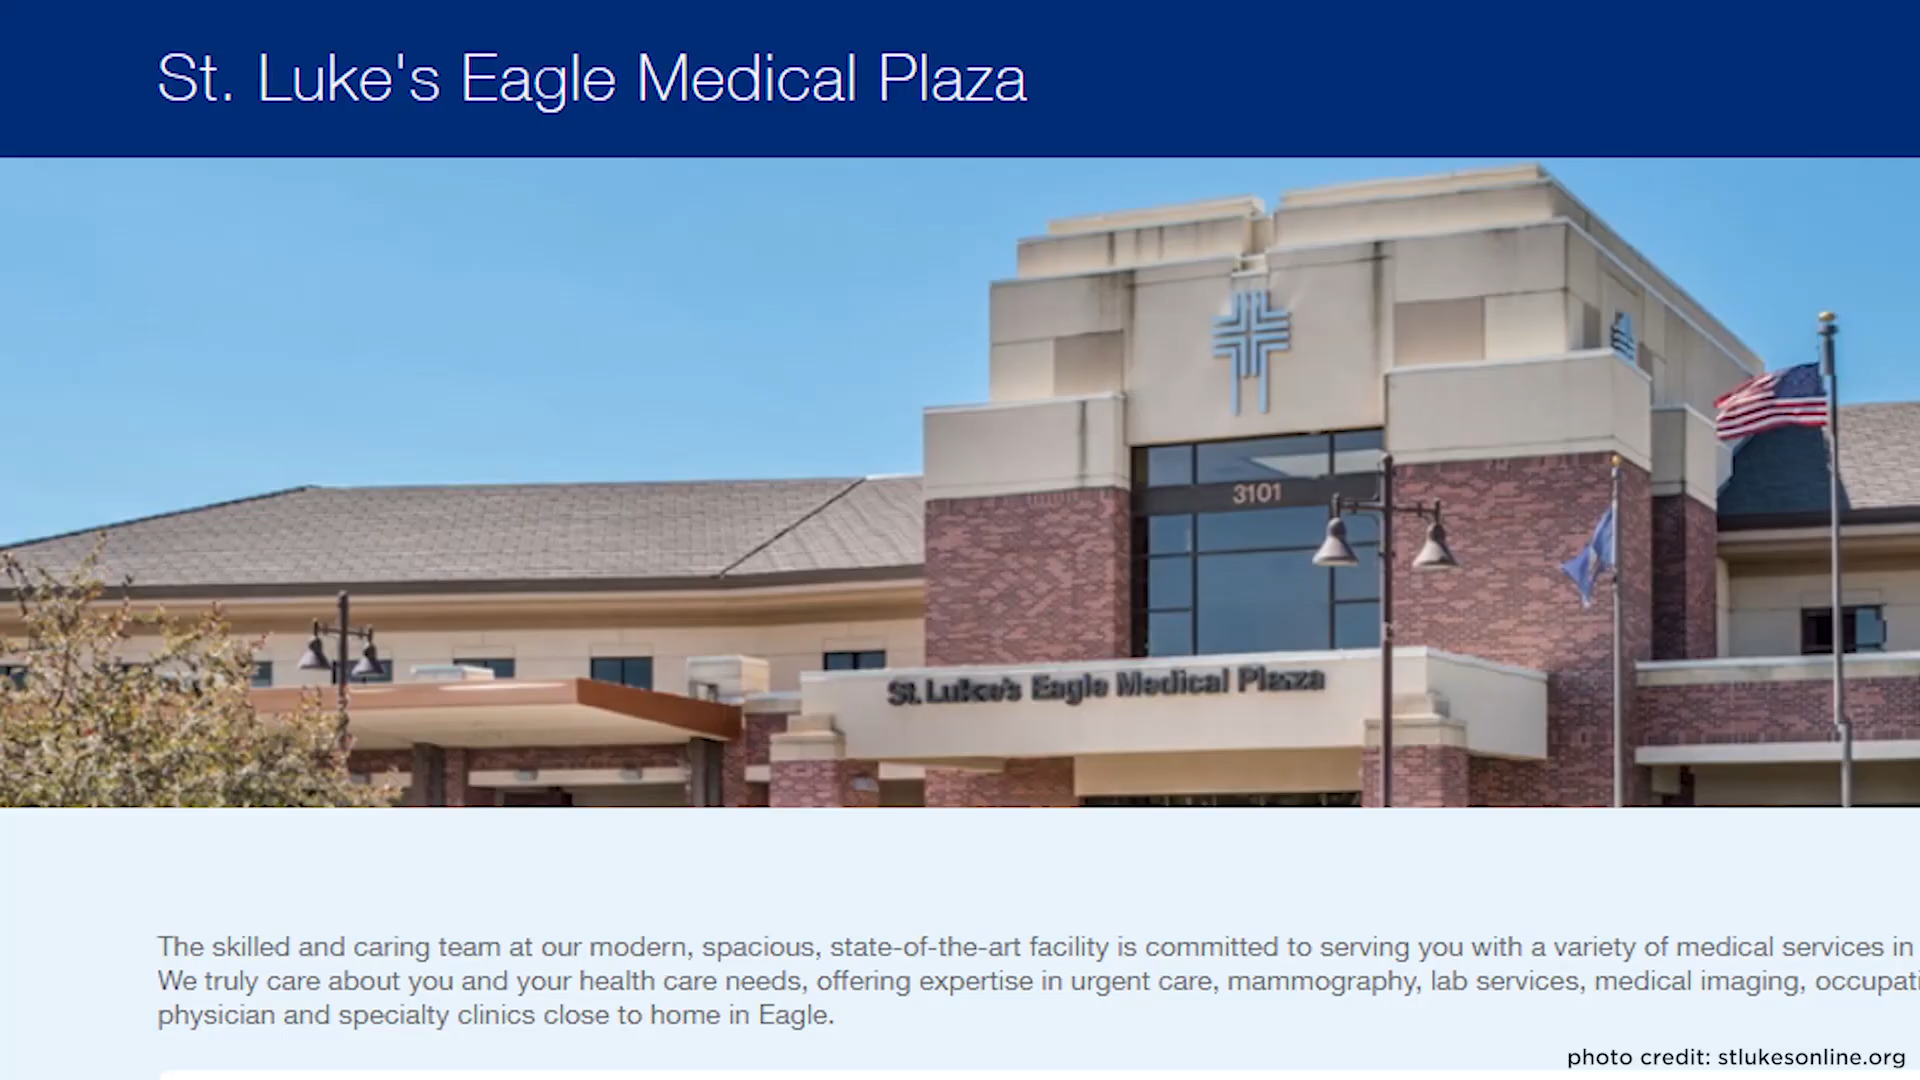 St. Luke's Eagle Medical Plaza
3101
St. Luke's Eagle Medical Plaza
The skilled and caring team at our modern, spacious, state-of-the-art facility is committed to serving you with a variety of medical services in
We truly care about you and your health care needs, offering expertise in urgent care, mammography, lab services, medical imaging, occupati
physician and specialty clinics close to home in Eagle.
photo credit: stlukesonline.org